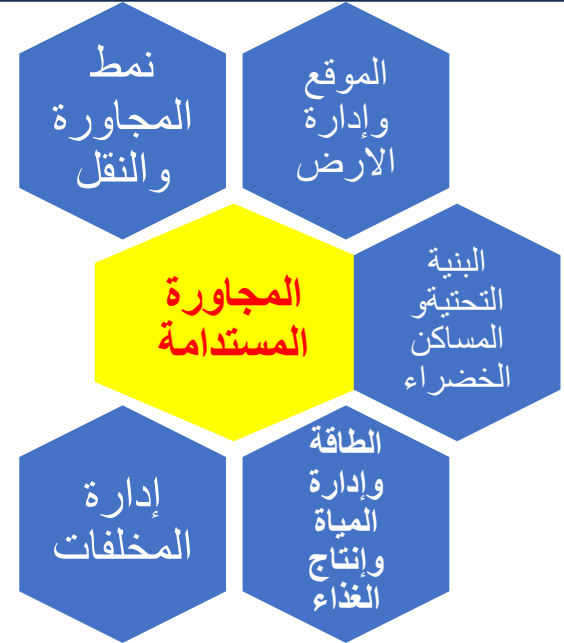 الموقع
وإدارة
الارض
نمط
المجاورة
والنقل
البنية
التحتيةو
المساكن
الخضراء
المجاورة
المستدامة
الطاقة
وإدارة
المياة
وإنتاج
الغذاء
إدارة
المخلفات